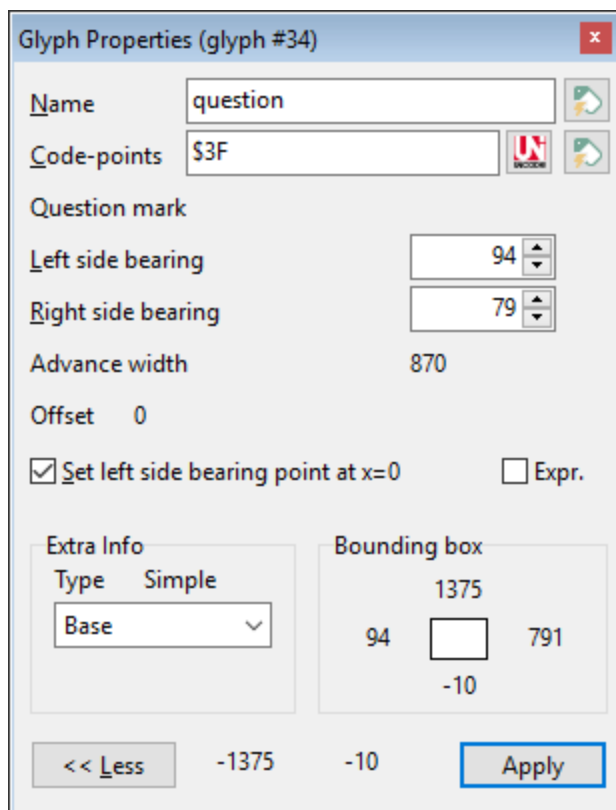 Glyph Properties (glyph #34)
x
Name question
Code-points $3F UN
Question mark
Left side bearing 94
Right side bearing 79
Advance width 870
Offset 0
Set left side bearing point at x=0 Expr.
Extra Info
Type Simple
Base
Bounding box
1375
94 791
-10
<< Less -1375 -10 Apply